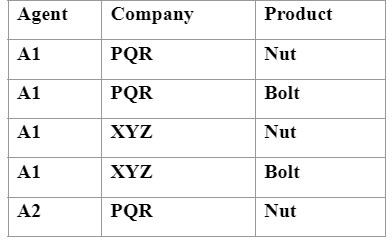 Agent Company Product
A1 PQR Nut
A1 PQR Bolt
A1 XYZ Nut
A1 XYZ Bolt
A2 PQR Nut